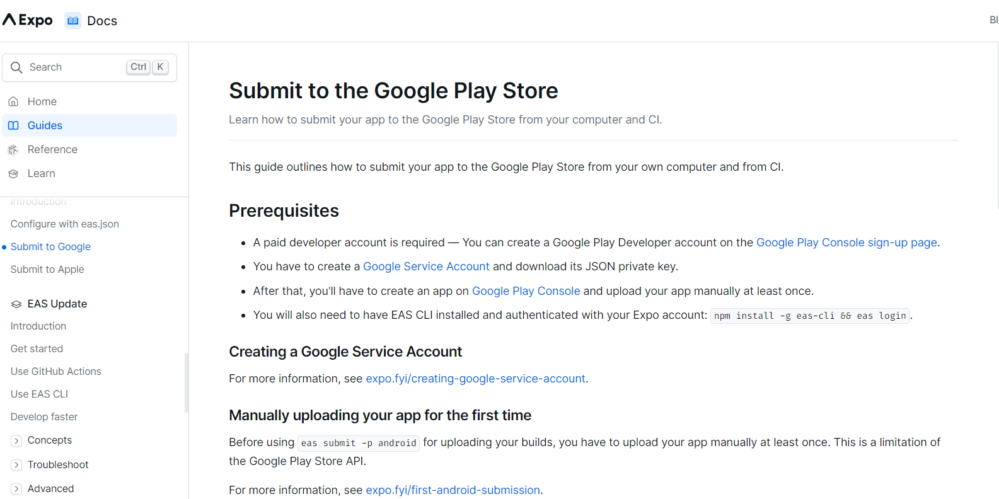 Expo Docs
Bl
Search Ctrl K
Home
Guides
Reference
Learn
Introduction
Configure with eas.json
Submit to Google
Submit to Apple
EAS Update
Introduction
Get started
Use GitHub Actions
Use EAS CLI
Develop faster
Concepts
Troubleshoot
Advanced
Submit to the Google Play Store
Learn how to submit your app to the Google Play Store from your computer and CI.
This guide outlines how to submit your app to the Google Play Store from your own computer and from CI.
Prerequisites
• A paid developer account is required — You can create a Google Play Developer account on the Google Play Console sign-up page.
• You have to create a Google Service Account and download its JSON private key.
• After that, you'll have to create an app on Google Play Console and upload your app manually at least once.
• You will also need to have EAS CLI installed and authenticated with your Expo account: npm install -g eas-cli && eas login.
Creating a Google Service Account
For more information, see expo.fyi/creating-google-service-account.
Manually uploading your app for the first time
Before using eas submit -p android for uploading your builds, you have to upload your app manually at least once. This is a limitation of
the Google Play Store API.
For more information, see expo.fyi/first-android-submission.